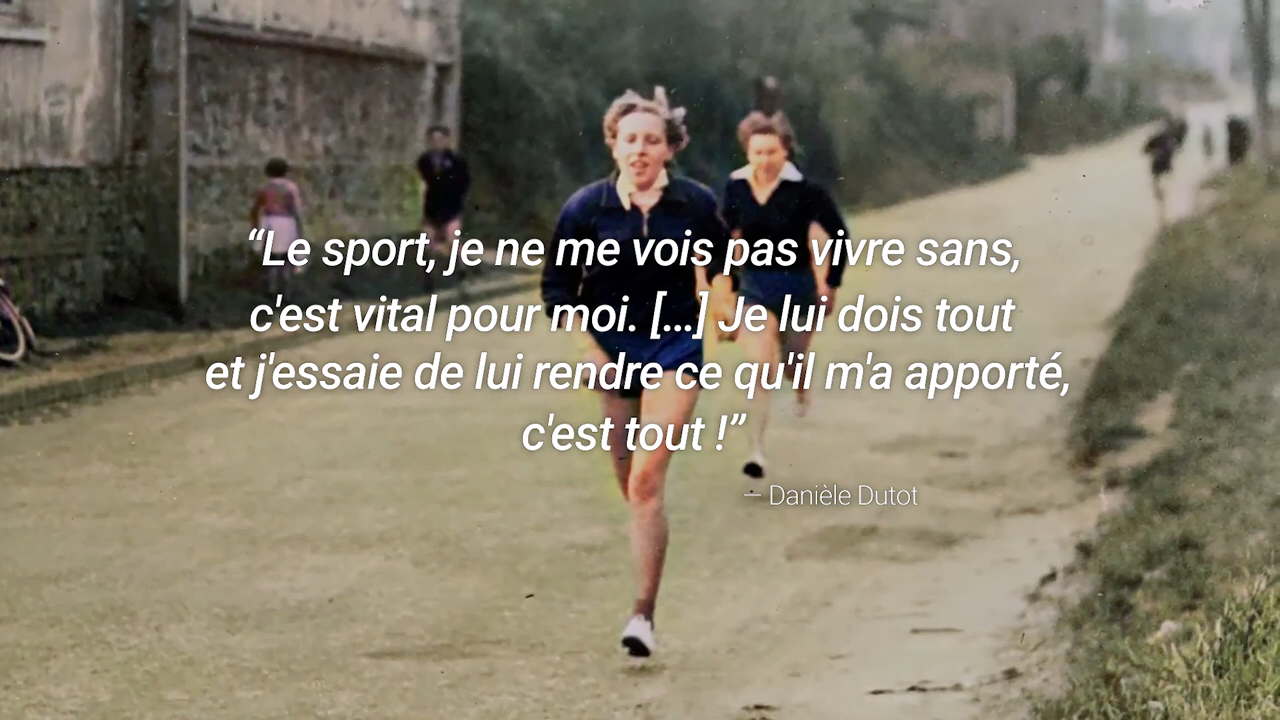 “Le sport, je ne me vois pas vivre sans,
c'est vital pour moi. [...] Je lui dois tout
et j'essaie de lui rendre ce qu'il m'a apporté,
c'est tout !”
– Danièle Dutot